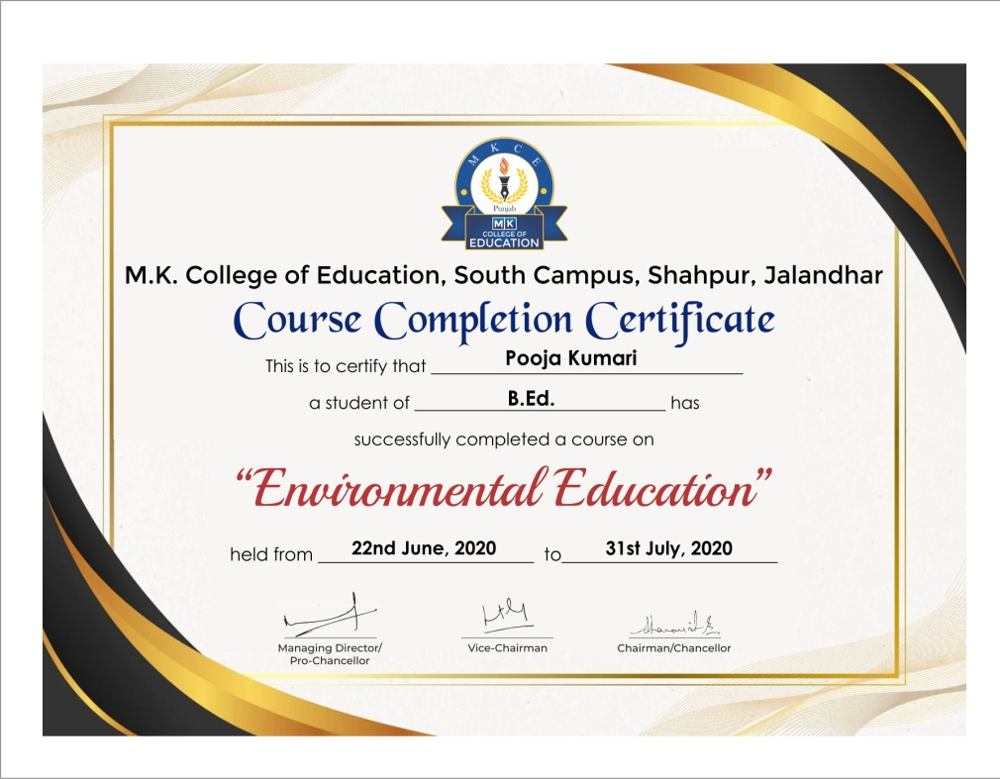 M K C E
Punjab
MK
COLLEGE OF
EDUCATION
M.K. College of Education, South Campus, Shahpur, Jalandhar
Course Completion Certificate
This is to certify that Pooja Kumari
a student of B.Ed. has
successfully completed a course on
“Environmental Education”
held from 22nd June, 2020 to 31st July, 2020
Managing Director/ Vice-Chairman Chairman/Chancellor
Pro-Chancellor